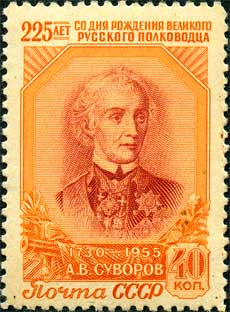 225 ЛЕТ СО ДНЯ РОЖДЕНИЯ ВЕЛИКОГО
РУССКОГО ПОЛКОВОДЦА
1730 1955
А.В. СУВОРОВ
40
КОП.
Почта СССР